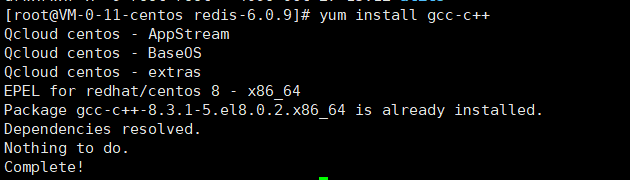 [root@VM-0-11-centos redis-6.0.9]# yum install gcc-c++
Qcloud centos - AppStream
Qcloud centos - BaseOS
Qcloud centos - extras
EPEL for redhat/centos 8 - x86_64
Package gcc-c++-8.3.1-5.el8.0.2.x86_64 is already installed.
Dependencies resolved.
Nothing to do.
Complete!